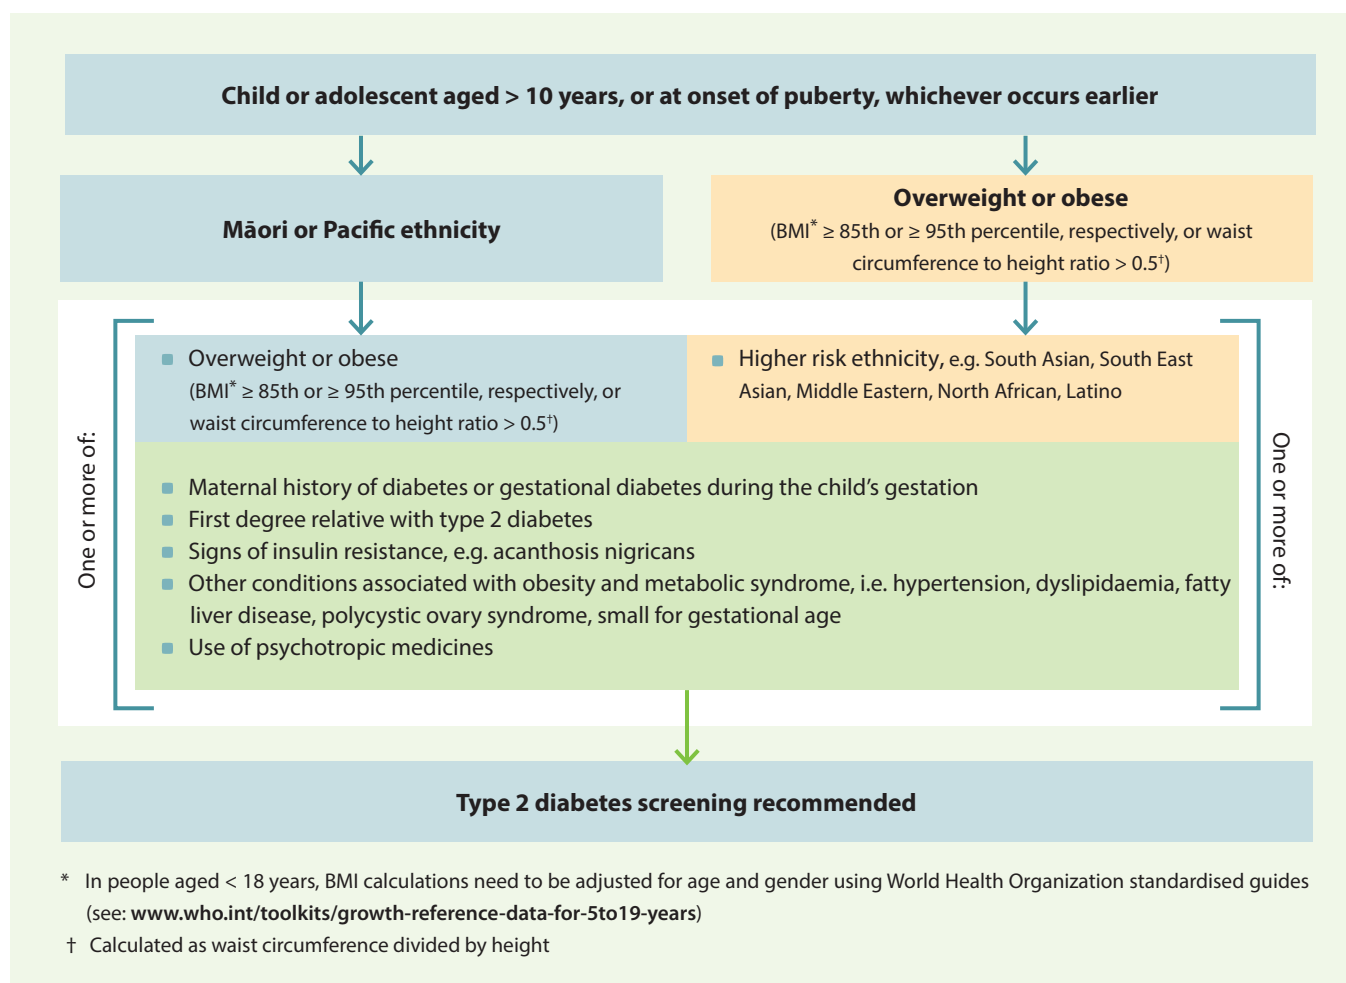 Child or adolescent aged > 10 years, or at onset of puberty, whichever occurs earlier
Māori or Pacific ethnicity
Overweight or obese
(BMI* ≥ 85th or ≥ 95th percentile, respectively, or waist
circumference to height ratio > 0.5†)
One or more of:
Overweight or obese
(BMI* ≥ 85th or ≥ 95th percentile, respectively, or
waist circumference to height ratio > 0.5†)
Higher risk ethnicity, e.g. South Asian, South East
Asian, Middle Eastern, North African, Latino
One or more of:
Maternal history of diabetes or gestational diabetes during the child’s gestation
First degree relative with type 2 diabetes
Signs of insulin resistance, e.g. acanthosis nigricans
Other conditions associated with obesity and metabolic syndrome, i.e. hypertension, dyslipidaemia, fatty
liver disease, polycystic ovary syndrome, small for gestational age
Use of psychotropic medicines
Type 2 diabetes screening recommended
* In people aged < 18 years, BMI calculations need to be adjusted for age and gender using World Health Organization standardised guides
(see: www.who.int/toolkits/growth-reference-data-for-5to19-years)
† Calculated as waist circumference divided by height